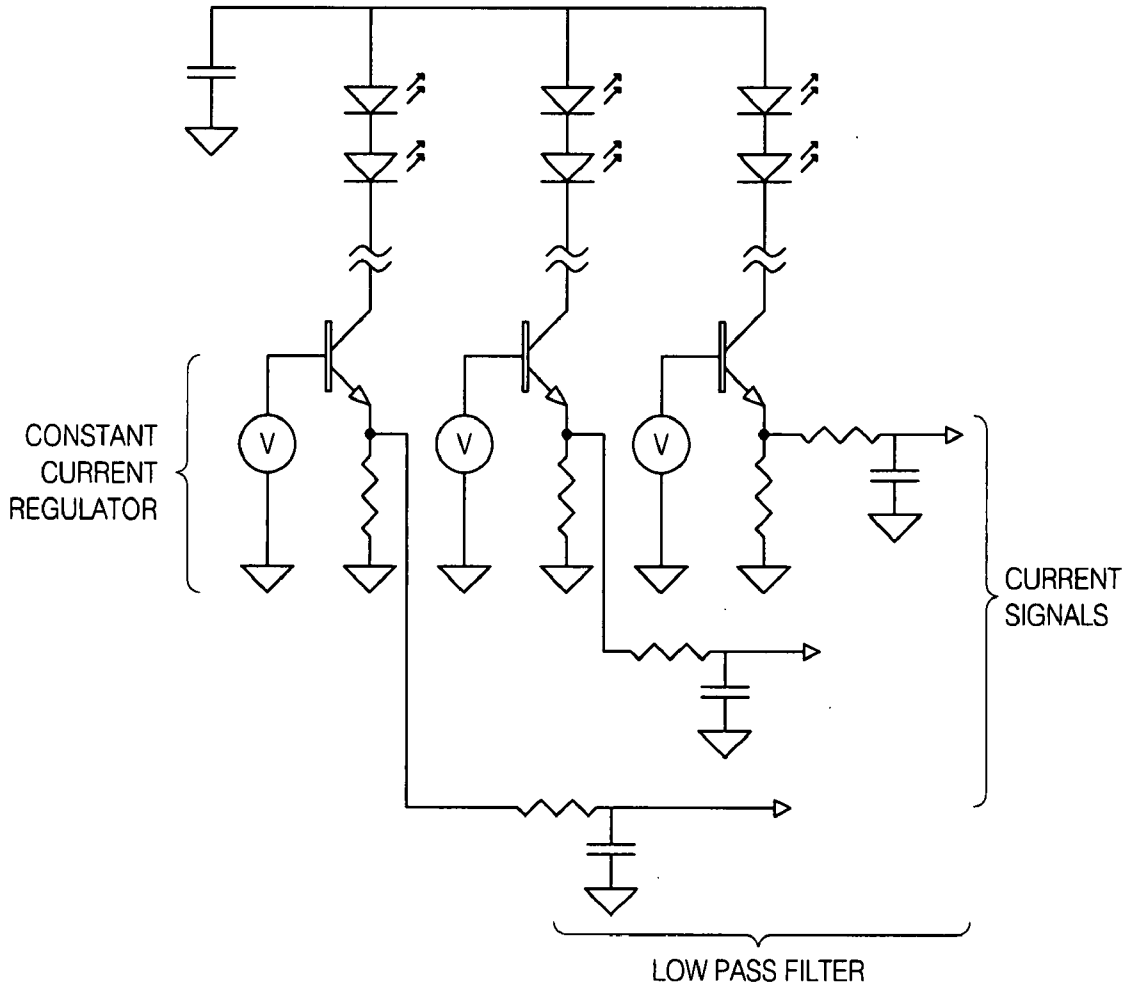 CONSTANT
CURRENT
REGULATOR
V
V
V
CURRENT
SIGNALS
LOW PASS FILTER